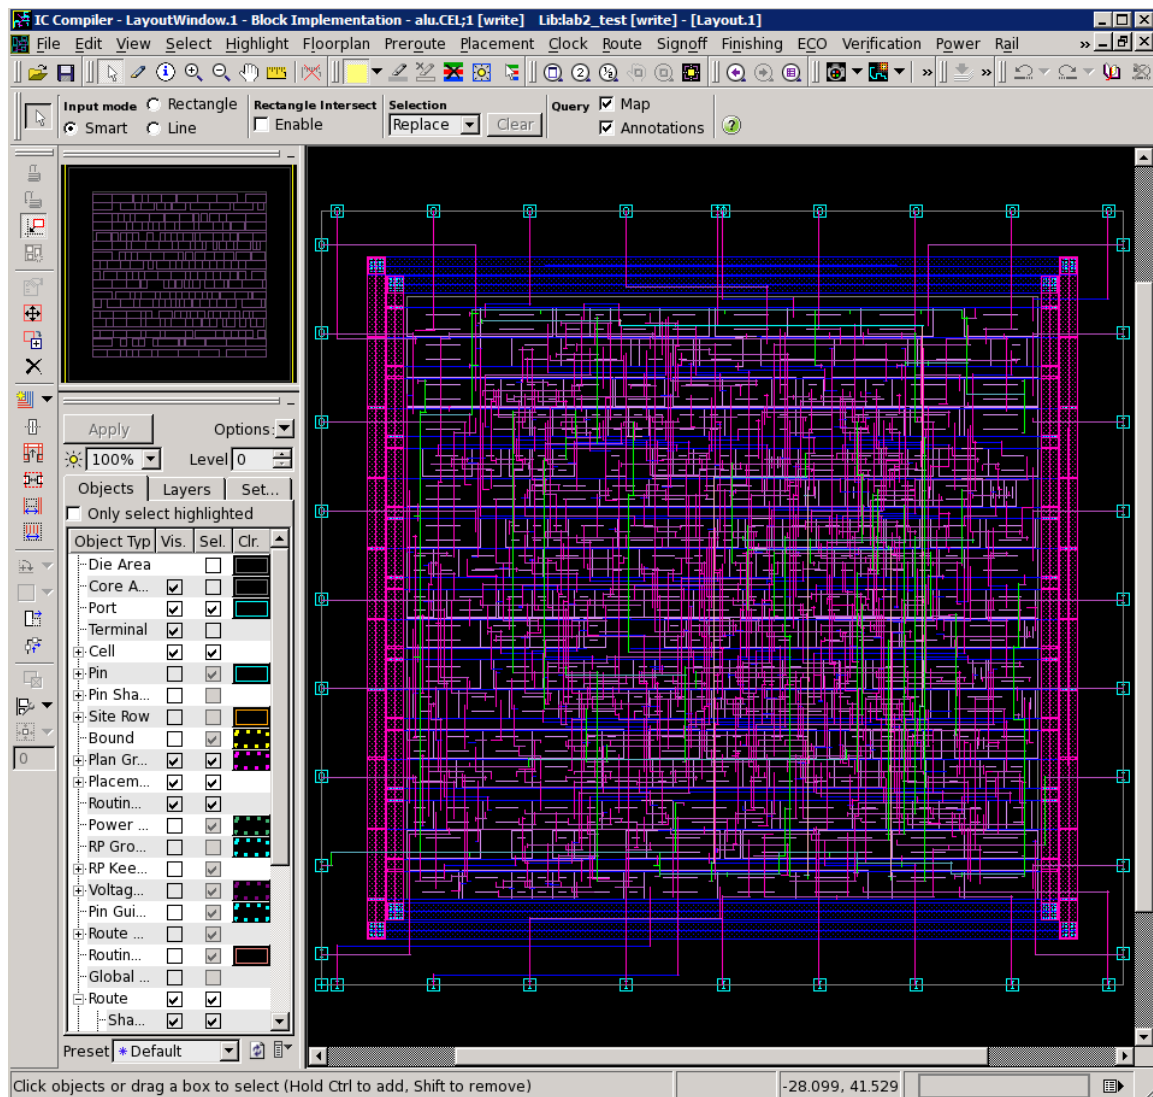 IC Compiler - LayoutWindow.1 - Block Implementation - alu.CEL;1 [write]   Lib:lab2_test [write] - [Layout.1]
File Edit View Select Highlight Floorplan Preroute Placement Clock Route Signoff Finishing ECO Verification Power Rail »
Input mode Rectangle Rectangle Intersect Selection Query Map
Smart Line Enable Replace Clear Annotations
Apply Options:
100% Level 0
Objects Layers Set...
Only select highlighted
Object Typ Vis. Sel. Clr.
Die Area
Core A...
Port
Terminal
Cell
Pin
Pin Sha...
Site Row
Bound
Plan Gr...
Placem...
Routin...
Power ...
RP Gro...
RP Kee...
Voltag...
Pin Gui...
Route ...
Routin...
Global ...
Route
Sha...
0
Preset * Default
Click objects or drag a box to select (Hold Ctrl to add, Shift to remove) -28.099, 41.529